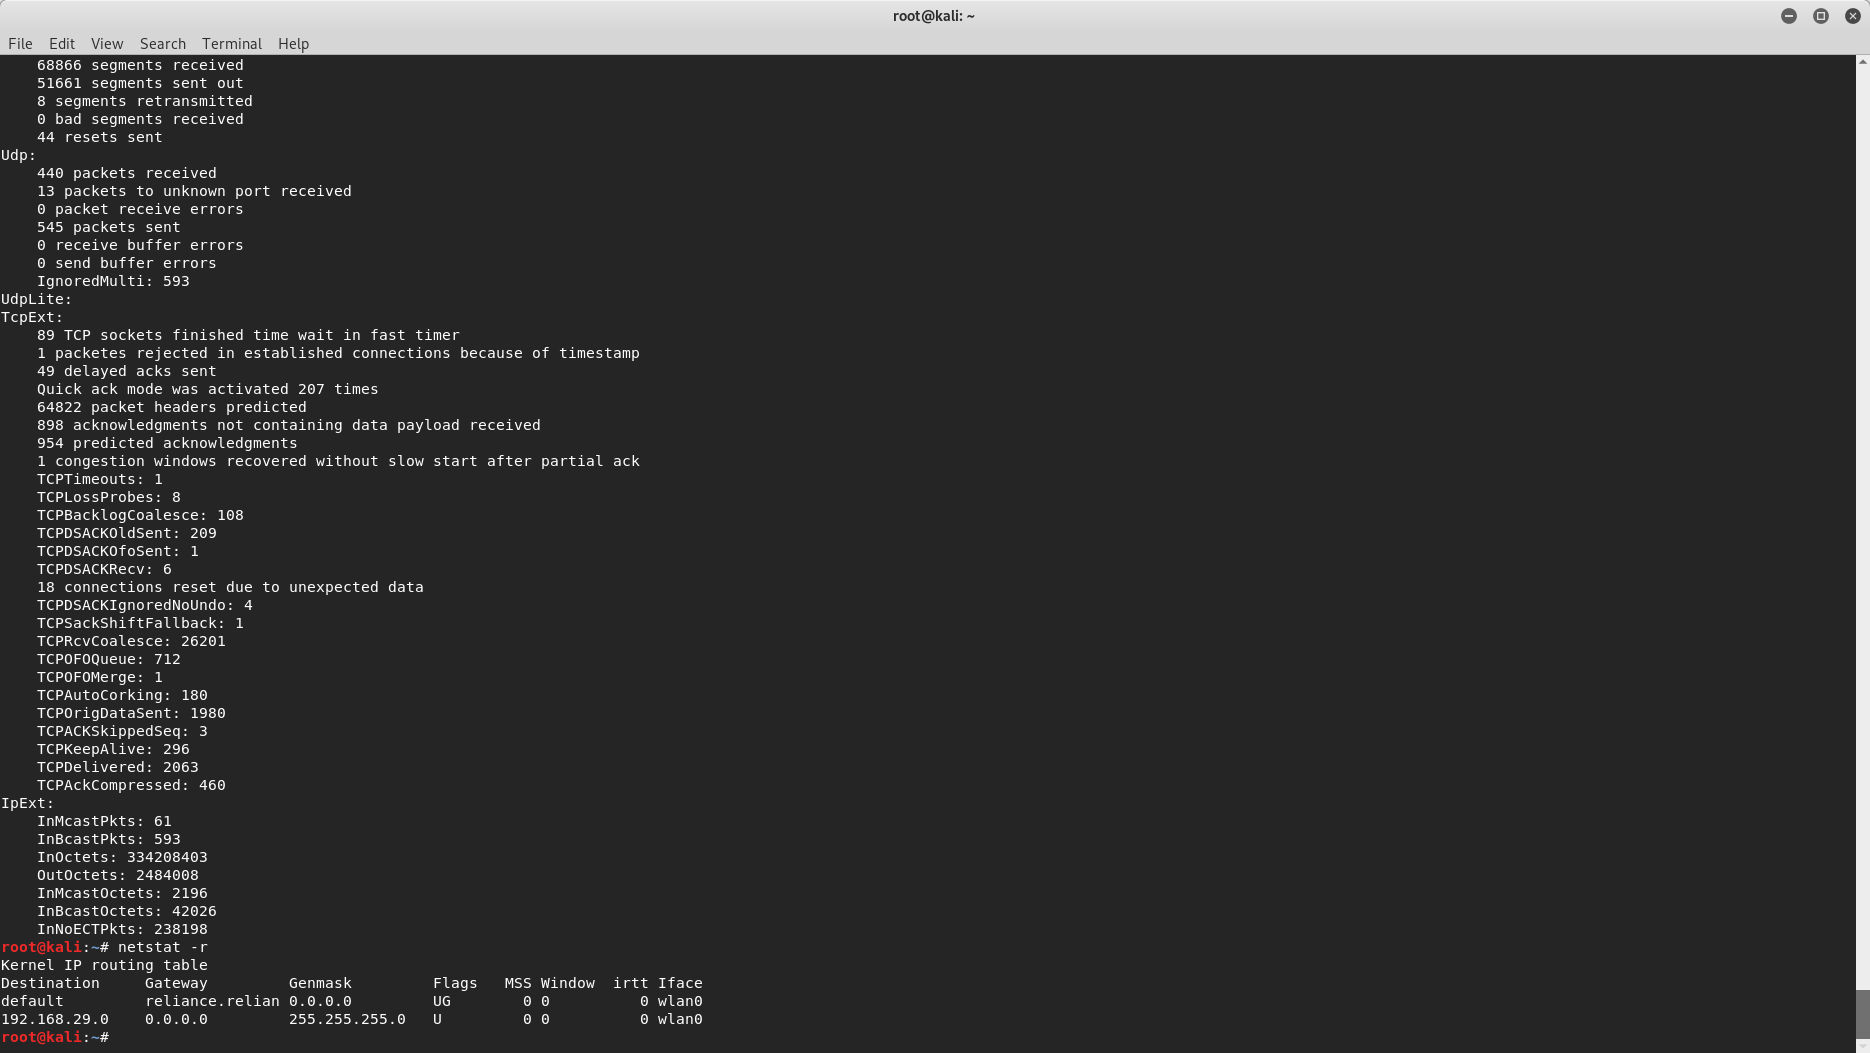 root@kali: ~
File Edit View Search Terminal Help
    68866 segments received
    51661 segments sent out
    8 segments retransmitted
    0 bad segments received
    44 resets sent
Udp:
    440 packets received
    13 packets to unknown port received
    0 packet receive errors
    545 packets sent
    0 receive buffer errors
    0 send buffer errors
    IgnoredMulti: 593
UdpLite:
TcpExt:
    89 TCP sockets finished time wait in fast timer
    1 packetes rejected in established connections because of timestamp
    49 delayed acks sent
    Quick ack mode was activated 207 times
    64822 packet headers predicted
    898 acknowledgments not containing data payload received
    954 predicted acknowledgments
    1 congestion windows recovered without slow start after partial ack
    TCPTimeouts: 1
    TCPLossProbes: 8
    TCPBacklogCoalesce: 108
    TCPDSACKOldSent: 209
    TCPDSACKOfoSent: 1
    TCPDSACKRecv: 6
    18 connections reset due to unexpected data
    TCPDSACKIgnoredNoUndo: 4
    TCPSackShiftFallback: 1
    TCPRcvCoalesce: 26201
    TCPOFOQueue: 712
    TCPOFOMerge: 1
    TCPAutoCorking: 180
    TCPOrigDataSent: 1980
    TCPACKSkippedSeq: 3
    TCPKeepAlive: 296
    TCPDelivered: 2063
    TCPAckCompressed: 460
IpExt:
    InMcastPkts: 61
    InBcastPkts: 593
    InOctets: 334208403
    OutOctets: 2484008
    InMcastOctets: 2196
    InBcastOctets: 42026
    InNoECTPkts: 238198
root@kali:~# netstat -r
Kernel IP routing table
Destination     Gateway         Genmask         Flags   MSS Window  irtt Iface
default         reliance.relian 0.0.0.0         UG        0 0          0 wlan0
192.168.29.0    0.0.0.0         255.255.255.0   U         0 0          0 wlan0
root@kali:~#